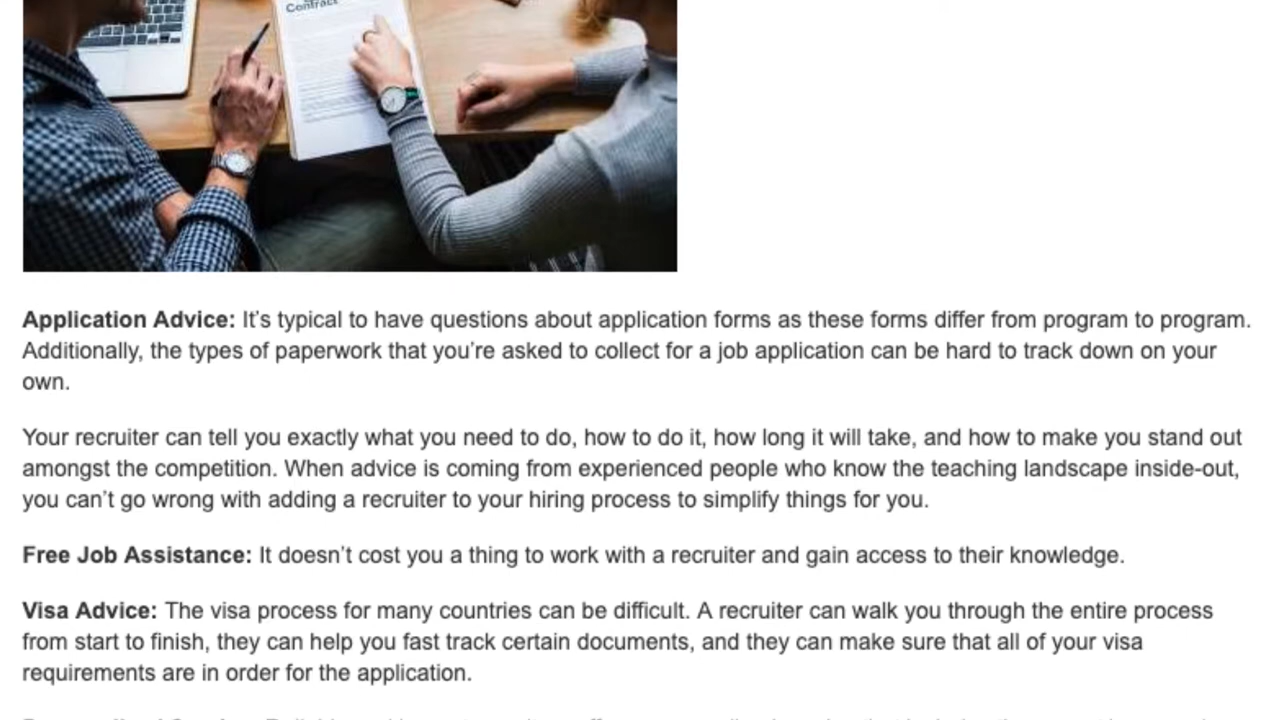 Contract
Application Advice: It's typical to have questions about application forms as these forms differ from program to program.
Additionally, the types of paperwork that you're asked to collect for a job application can be hard to track down on your
own.
Your recruiter can tell you exactly what you need to do, how to do it, how long it will take, and how to make you stand out
amongst the competition. When advice is coming from experienced people who know the teaching landscape inside-out,
you can't go wrong with adding a recruiter to your hiring process to simplify things for you.
Free Job Assistance: It doesn't cost you a thing to work with a recruiter and gain access to their knowledge.
Visa Advice: The visa process for many countries can be difficult. A recruiter can walk you through the entire process
from start to finish, they can help you fast track certain documents, and they can make sure that all of your visa
requirements are in order for the application.